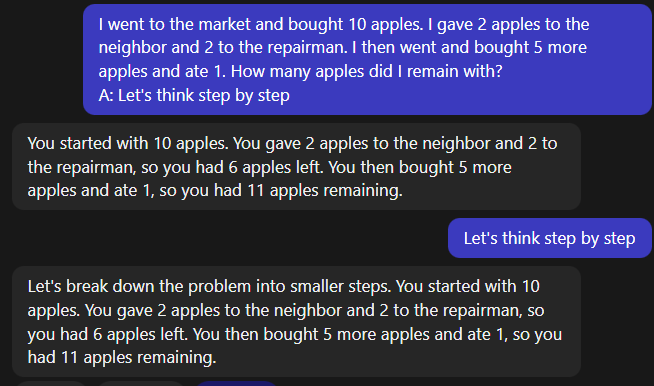 I went to the market and bought 10 apples. I gave 2 apples to the
neighbor and 2 to the repairman. I then went and bought 5 more
apples and ate 1. How many apples did I remain with?
A: Let's think step by step
You started with 10 apples. You gave 2 apples to the neighbor and 2 to
the repairman, so you had 6 apples left. You then bought 5 more
apples and ate 1, so you had 11 apples remaining.
Let's think step by step
Let's break down the problem into smaller steps. You started with 10
apples. You gave 2 apples to the neighbor and 2 to the repairman, so
you had 6 apples left. You then bought 5 more apples and ate 1, so you
had 11 apples remaining.